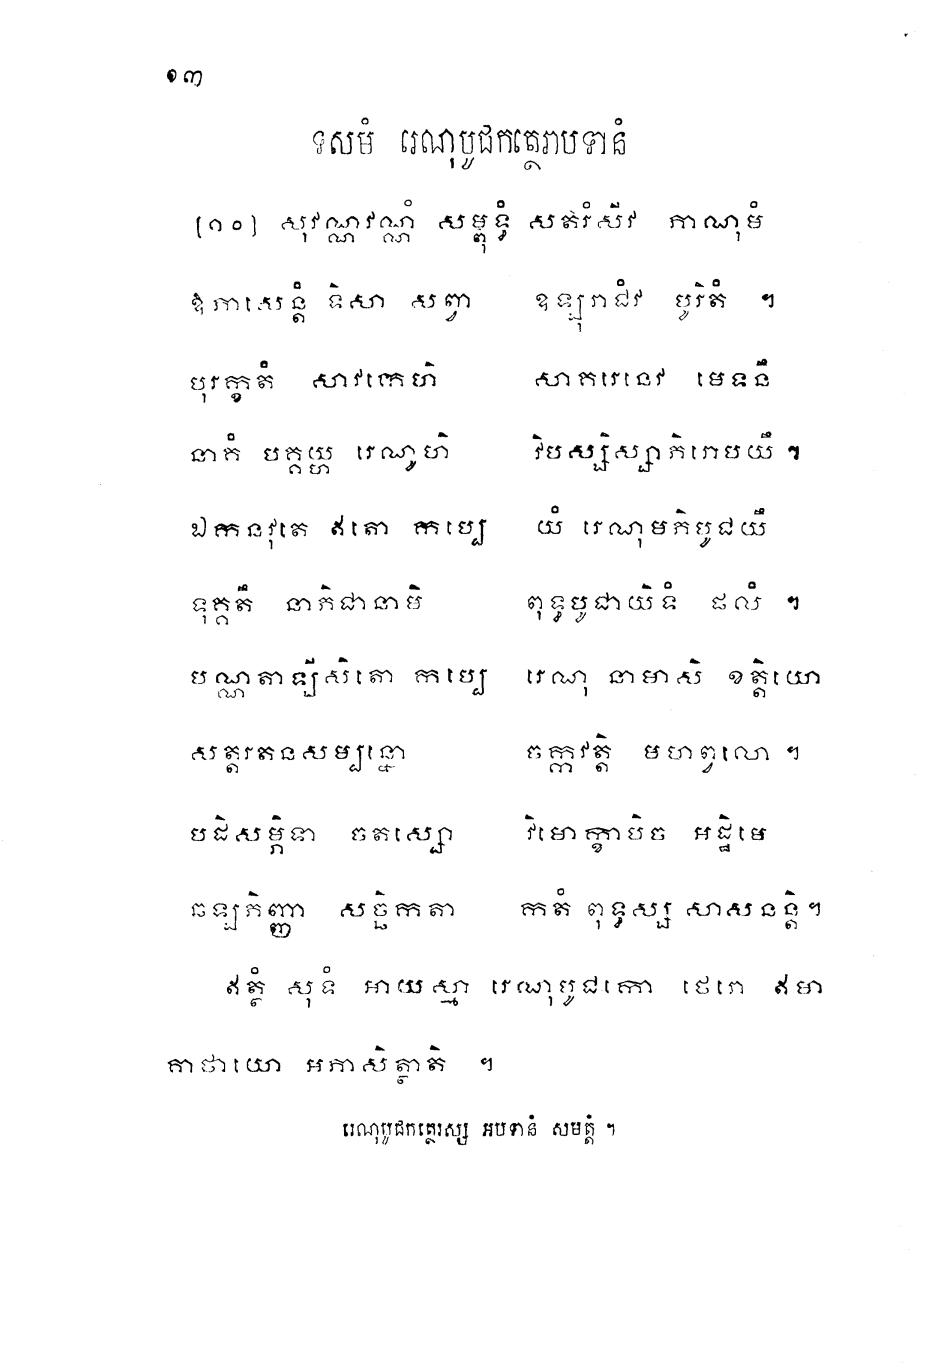 ១៣
ទសមំ រេណុបូជកត្ថេរាបទានំ
[១០] សុវណ្ណវណ្ណំ សម្ពុទ្ធំ សតរំសីវ ភាណុមំ
ឱភាសេន្តំ ទិសា សព្វា ឧឡុរាជំវ បូរិតំ ។
បុរក្ខតំ សាវកេហិ សាគរេនេវ មេទនឹ
នាគំ បគ្គយ្ហ រេណូហិ វិបស្សិស្សាភិរោបយឹ ។
ឯកនវុតេ ឥតោ កប្បេ យំ រេណុមភិបូជយឹ
ទុគ្គតឹ នាភិជានាមិ ពុទ្ធបូជាយិទំ ផលំ ។
បណ្ណតាឡីសិតោ កប្បេ រេណុ នាមាសិ ខត្តិយោ
សត្តរតនសម្បន្នោ ចក្កវត្តិ មហព្វលោ ។
បដិសម្ភិទា ចតស្សោ វិមោក្ខាបិច អដ្ឋិមេ
ឆឡភិញ្ញា សច្ឆិកតា កតំ ពុទ្ធស្ស សាសនន្តិ។
ឥត្ថំ សុទំ អាយស្មា រេណុបូជកោ ថេរោ ឥមា
គាថាយោ អភាសិត្ថាតិ ។
រេណុបូជកត្ថេរស្ស អបទានំ សមត្តំ ។